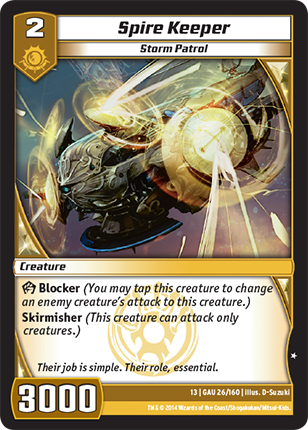 2
Spire Keeper
Storm Patrol
Creature
Blocker (You may tap this creature to change
an enemy creature's attack to this creature.)
Skirmisher (This creature can attack only
creatures.)
Their job is simple. Their role, essential.
3000
13 | GAU 26/160 | Illus. D-Suzuki
TM & © 2014 Wizards of the Coast/Shogakukan/Mitsui-Kids.